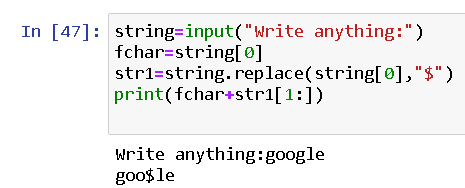 In [47]: string=input("Write anything:")
fchar=string[0]
str1=string.replace(string[0],"$")
print(fchar+str1[1:])
Write anything:google
goo$le